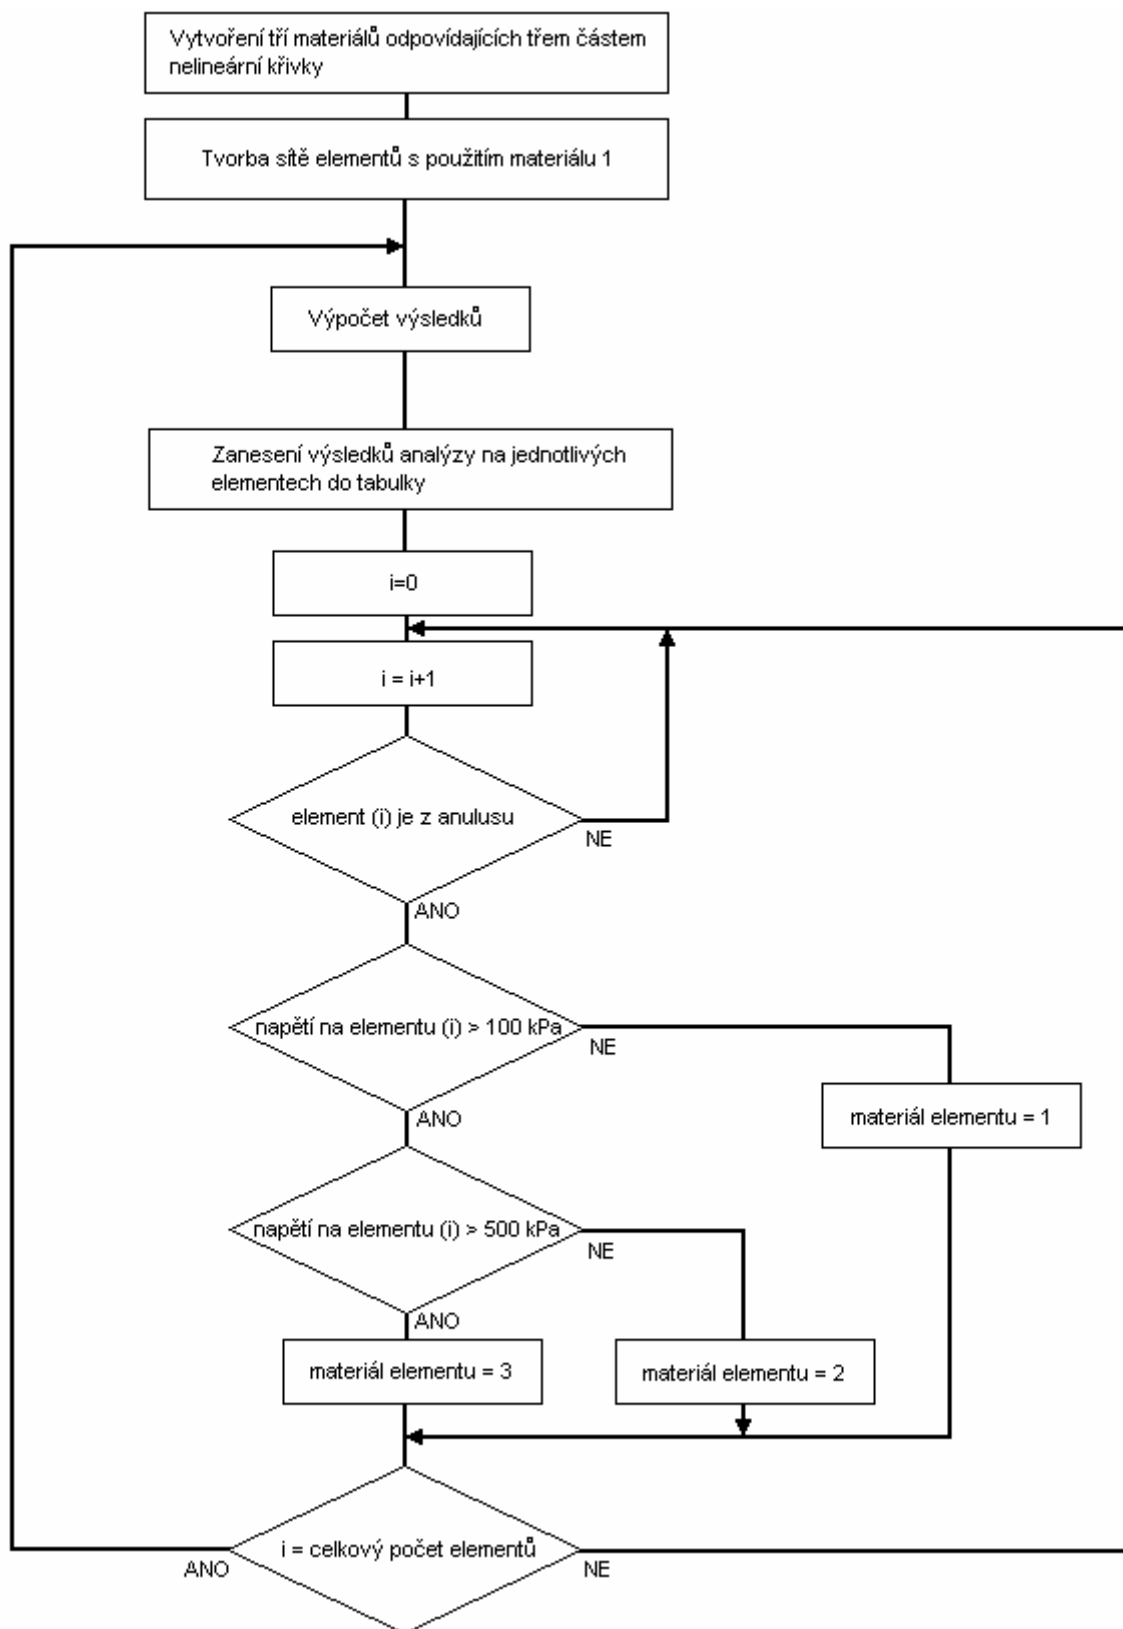 Vytvoření tří materiálů odpovídajících třem částem
nelineární křivky
Tvorba sítě elementů s použitím materiálu 1
Výpočet výsledků
Zanesení výsledků analýzy na jednotlivých
elementech do tabulky
i=0
i = i+1
element (i) je z anulusu
NE
ANO
napětí na elementu (i) > 100 kPa
NE
materiál elementu = 1
ANO
napětí na elementu (i) > 500 kPa
NE
ANO
materiál elementu = 3
materiál elementu = 2
i = celkový počet elementů
ANO
NE